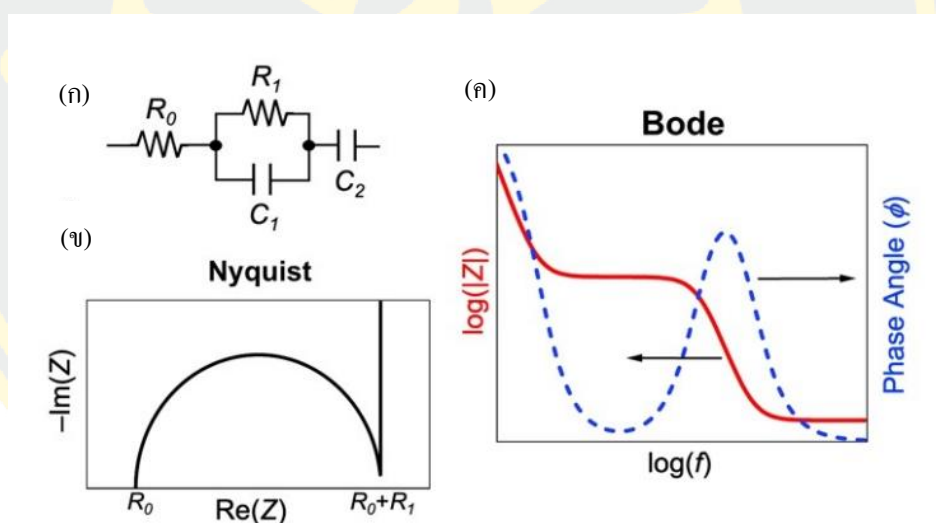 (ก)
R₀
R₁
C₁
C₂
(ข)
Nyquist
–Im(Z)
R₀
Re(Z)
R₀+R₁
(ค)
Bode
log(|Z|)
Phase Angle (ϕ)
log(f)